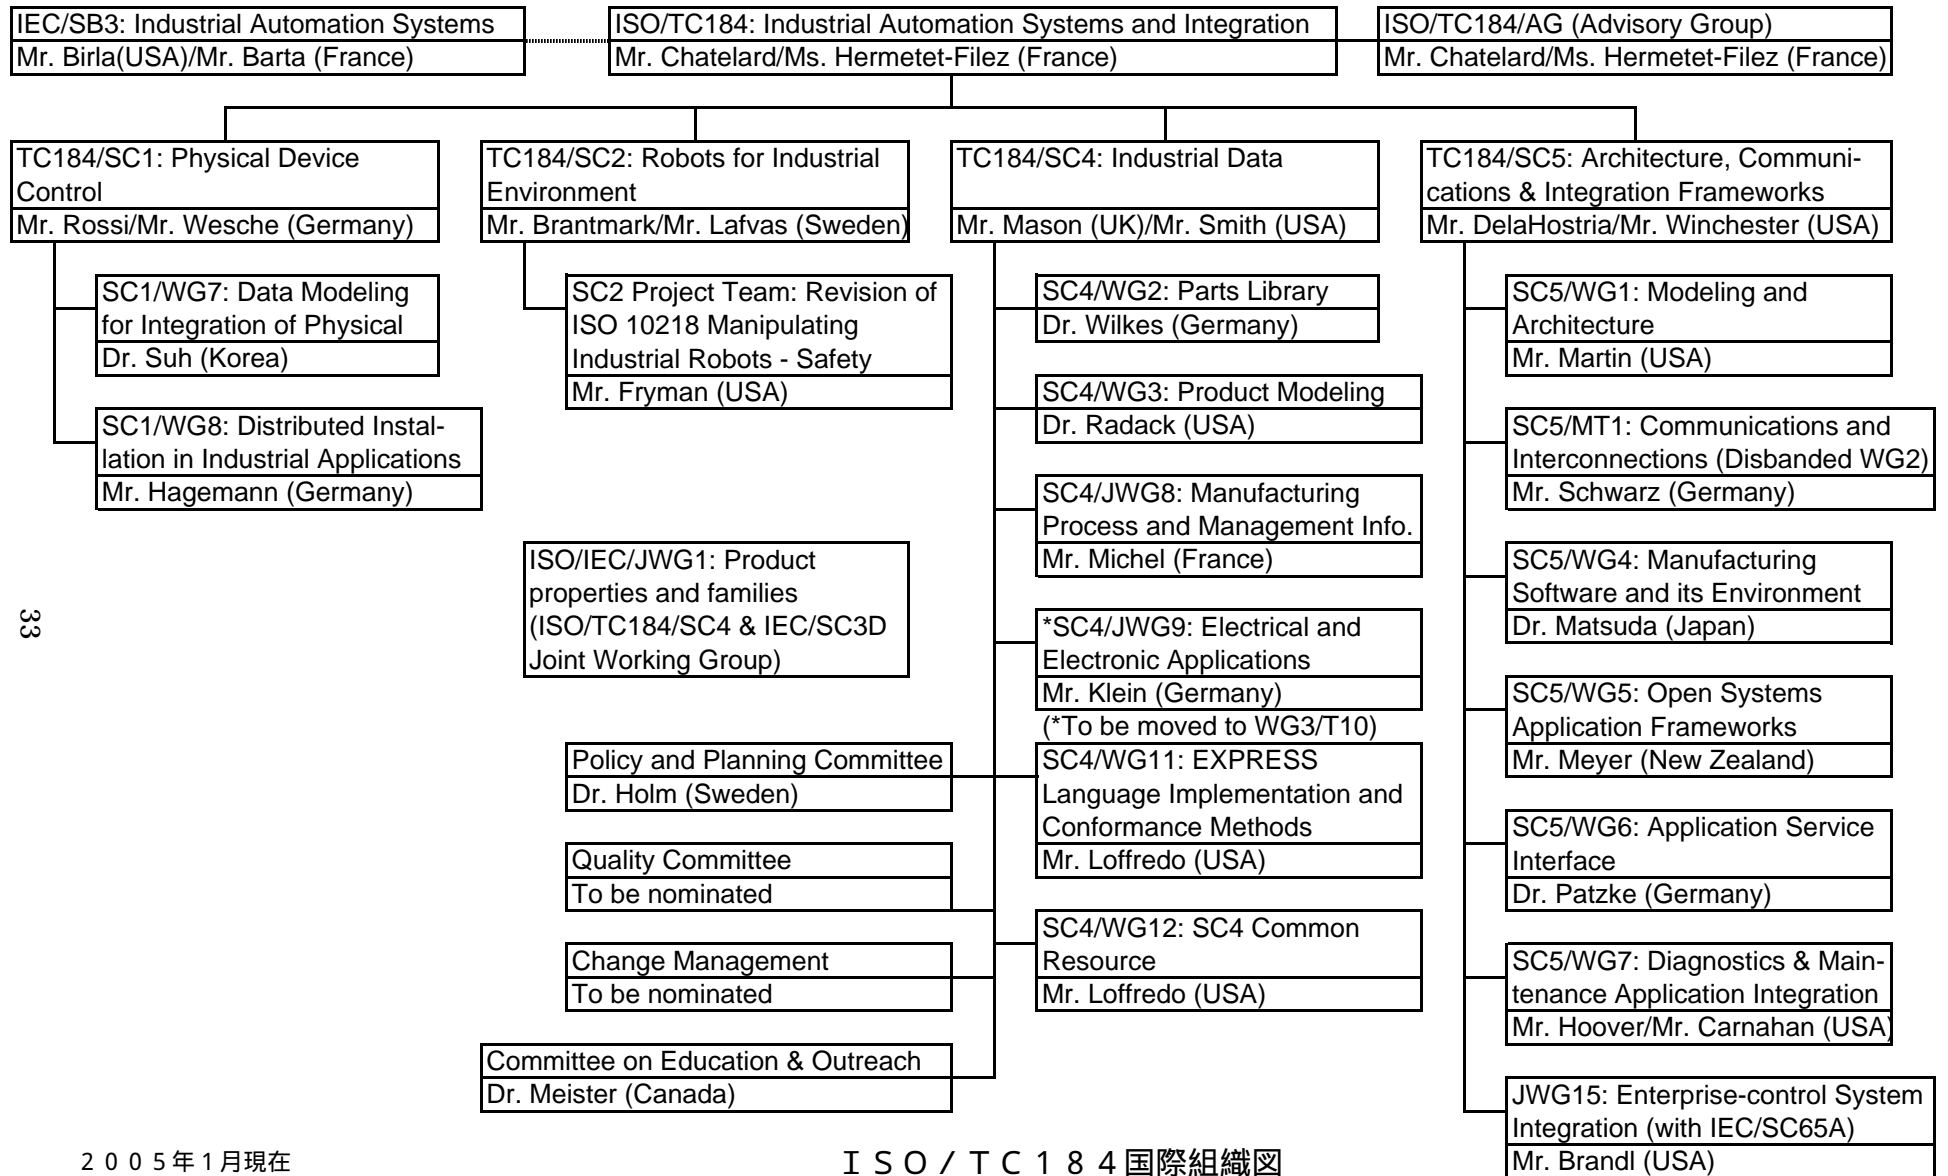 IEC/SB3: Industrial Automation Systems
Mr. Birla(USA)/Mr. Barta (France)
ISO/TC184: Industrial Automation Systems and Integration
Mr. Chatelard/Ms. Hermetet-Filez (France)
ISO/TC184/AG (Advisory Group)
Mr. Chatelard/Ms. Hermetet-Filez (France)
TC184/SC1: Physical Device
Control
Mr. Rossi/Mr. Wesche (Germany)
SC1/WG7: Data Modeling
for Integration of Physical
Dr. Suh (Korea)
SC1/WG8: Distributed Instal-
lation in Industrial Applications
Mr. Hagemann (Germany)
TC184/SC2: Robots for Industrial
Environment
Mr. Brantmark/Mr. Lafvas (Sweden)
SC2 Project Team: Revision of
ISO 10218 Manipulating
Industrial Robots - Safety
Mr. Fryman (USA)
ISO/IEC/JWG1: Product
properties and families
(ISO/TC184/SC4 & IEC/SC3D
Joint Working Group)
TC184/SC4: Industrial Data
Mr. Mason (UK)/Mr. Smith (USA)
SC4/WG2: Parts Library
Dr. Wilkes (Germany)
SC4/WG3: Product Modeling
Dr. Radack (USA)
SC4/JWG8: Manufacturing
Process and Management Info.
Mr. Michel (France)
*SC4/JWG9: Electrical and
Electronic Applications
Mr. Klein (Germany)
(*To be moved to WG3/T10)
SC4/WG11: EXPRESS
Language Implementation and
Conformance Methods
Mr. Loffredo (USA)
SC4/WG12: SC4 Common
Resource
Mr. Loffredo (USA)
Policy and Planning Committee
Dr. Holm (Sweden)
Quality Committee
To be nominated
Change Management
To be nominated
Committee on Education & Outreach
Dr. Meister (Canada)
TC184/SC5: Architecture, Communi-
cations & Integration Frameworks
Mr. DelaHostria/Mr. Winchester (USA)
SC5/WG1: Modeling and
Architecture
Mr. Martin (USA)
SC5/MT1: Communications and
Interconnections (Disbanded WG2)
Mr. Schwarz (Germany)
SC5/WG4: Manufacturing
Software and its Environment
Dr. Matsuda (Japan)
SC5/WG5: Open Systems
Application Frameworks
Mr. Meyer (New Zealand)
SC5/WG6: Application Service
Interface
Dr. Patzke (Germany)
SC5/WG7: Diagnostics & Main-
tenance Application Integration
Mr. Hoover/Mr. Carnahan (USA)
JWG15: Enterprise-control System
Integration (with IEC/SC65A)
Mr. Brandl (USA)
33
2005年1月現在
ISO/TC184国際組織図